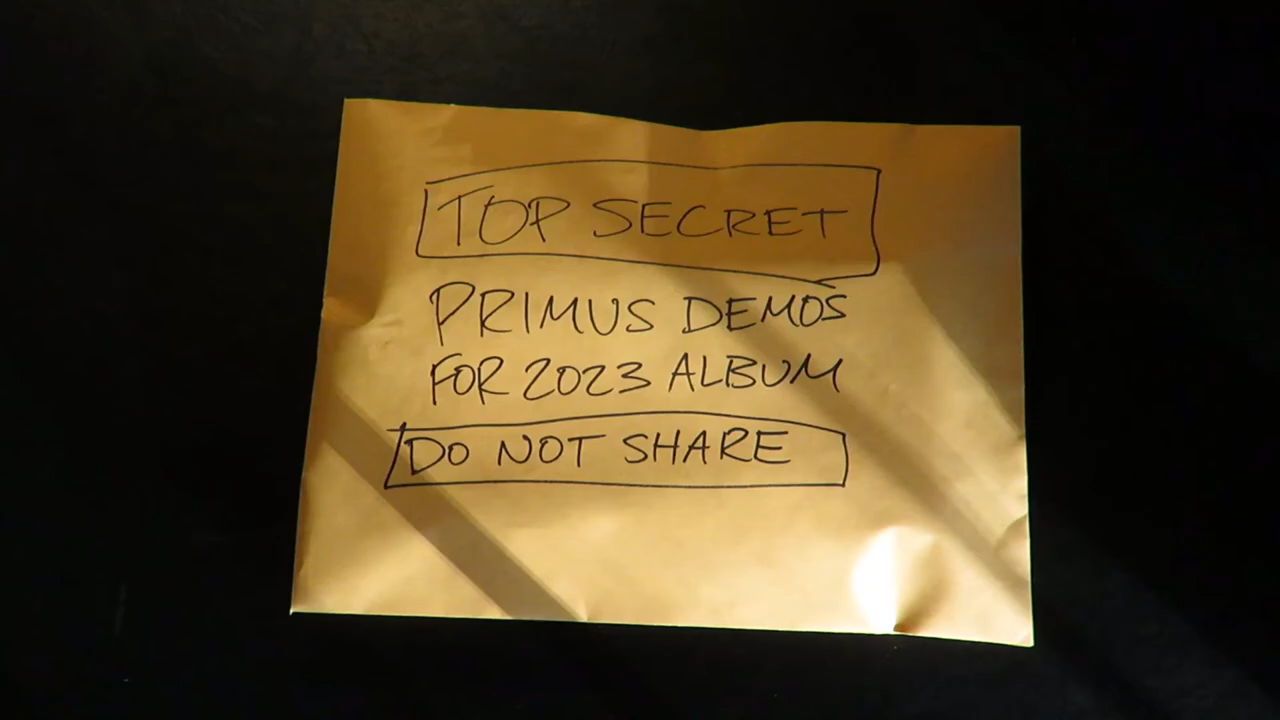 TOP SECRET
PRIMUS DEMOS
FOR 2023 ALBUM
DO NOT SHARE